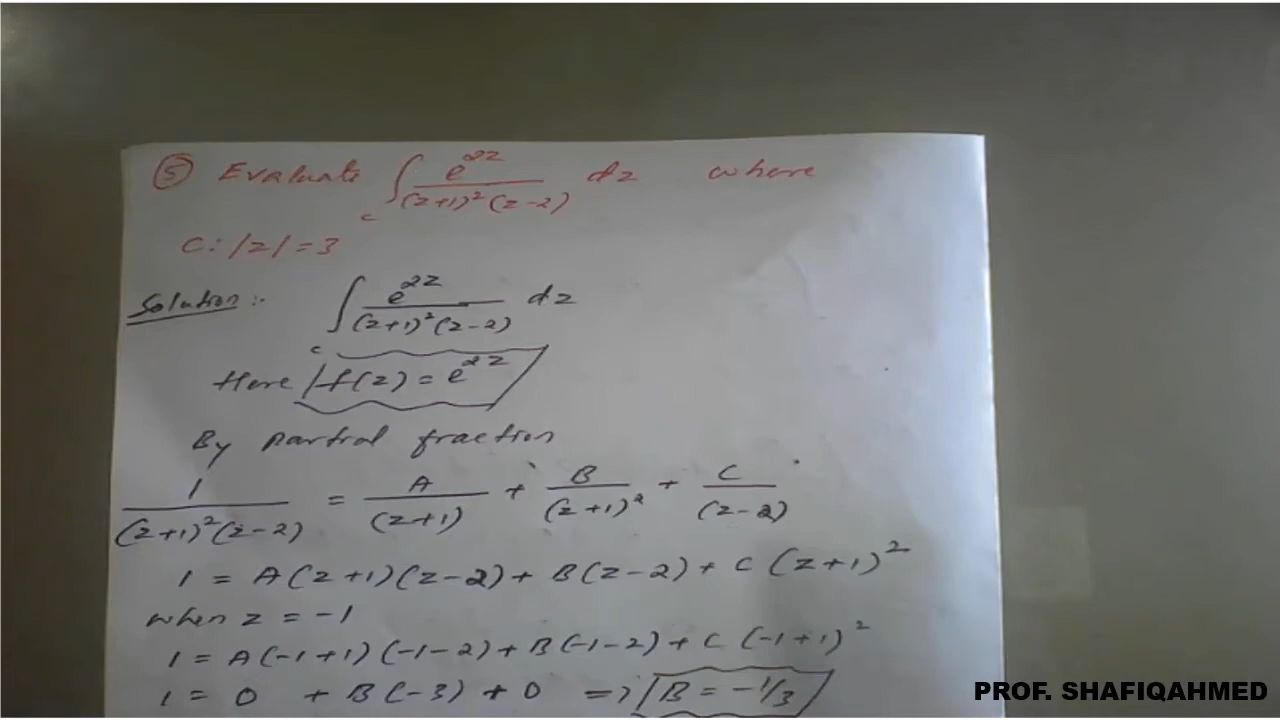 ⑤ Evaluate ∫_c e^{2z} / ((z+1)²(z-2)) dz where
C: |z| = 3
Solution :- ∫_c e^{2z} / ((z+1)²(z-2)) dz
Here f(z) = e^{2z}
By partial fraction
1 / ((z+1)²(z-2)) = A / (z+1) + B / (z+1)² + C / (z-2)
1 = A(z+1)(z-2) + B(z-2) + C(z+1)²
when z = -1
1 = A(-1+1)(-1-2) + B(-1-2) + C(-1+1)²
1 = 0 + B(-3) + 0 => B = -1/3
PROF. SHAFIQAHMED